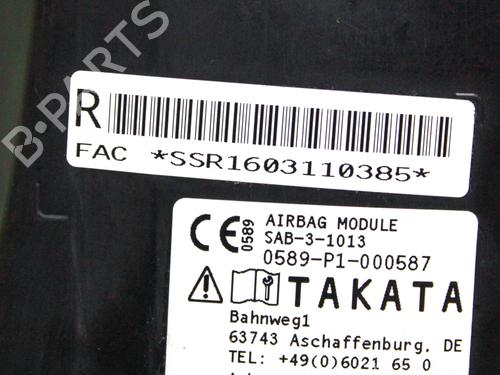 B-PARTS
R
FAC *SSR1603110385*
CE 0589
AIRBAG MODULE
SAB-3-1013
0589-P1-000587
TAKATA
Bahnweg1
63743 Aschaffenburg, DE
TEL: +49(0)6021 65 0